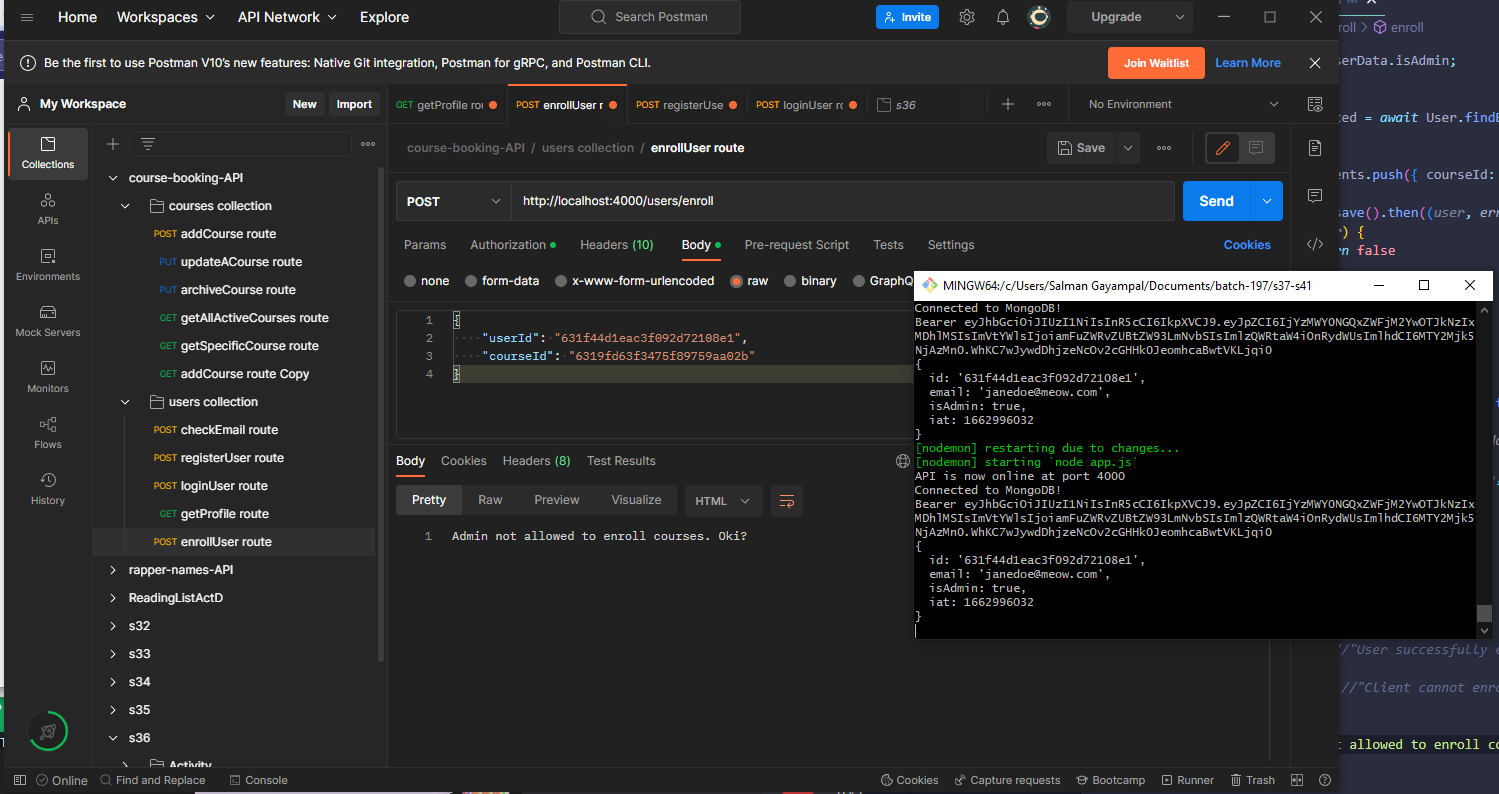 Home Workspaces API Network Explore Search Postman Invite Upgrade
Be the first to use Postman V10's new features: Native Git integration, Postman for gRPC, and Postman CLI. Join Waitlist Learn More
My Workspace New Import
GET getProfile rou POST enrollUser r POST registerUse POST loginUser ro s36 No Environment
Collections
APIs
Environments
Mock Servers
Monitors
Flows
History
course-booking-API
courses collection
POST addCourse route
PUT updateACourse route
PUT archiveCourse route
GET getAllActiveCourses route
GET getSpecificCourse route
GET addCourse route Copy
users collection
POST checkEmail route
POST registerUser route
POST loginUser route
GET getProfile route
POST enrollUser route
rapper-names-API
ReadingListActD
s32
s33
s34
s35
s36
Activity
course-booking-API / users collection / enrollUser route Save
POST http://localhost:4000/users/enroll Send
Params Authorization Headers (10) Body Pre-request Script Tests Settings Cookies
none form-data x-www-form-urlencoded raw binary GraphQ
1 {
2 "userId": "631f44d1eac3f092d72108e1",
3 "courseId": "6319fd63f3475f89759aa02b"
4 }
Body Cookies Headers (8) Test Results
Pretty Raw Preview Visualize HTML
1 Admin not allowed to enroll courses. Oki?
MINGW64:/c/Users/Salman Gayampal/Documents/batch-197/s37-s41
Connected to MongoDB!
Bearer eyJhbGciOiJIUzI1NiIsInR5cCI6IkpXVCJ9.eyJpZCI6IjYzMWY0NGQxZWFjM2YwOTJkNzIx
MDhlMSIsImVtYWlsIjoiamFuZWRvZUBtZW93LmNvbSIsImlzQWRtaW4iOnRydWUsImlhdCI6MTY2Mjk5
NjAzMn0.WhKC7wJywdDhjzeNcOv2cGHHk0JeomhcaBwtVKLjqi0
{
id: '631f44d1eac3f092d72108e1',
email: 'janedoe@meow.com',
isAdmin: true,
iat: 1662996032
}
[nodemon] restarting due to changes...
[nodemon] starting `node app.js`
API is now online at port 4000
Connected to MongoDB!
Bearer eyJhbGciOiJIUzI1NiIsInR5cCI6IkpXVCJ9.eyJpZCI6IjYzMWY0NGQxZWFjM2YwOTJkNzIx
MDhlMSIsImVtYWlsIjoiamFuZWRvZUBtZW93LmNvbSIsImlzQWRtaW4iOnRydWUsImlhdCI6MTY2Mjk5
NjAzMn0.WhKC7wJywdDhjzeNcOv2cGHHk0JeomhcaBwtVKLjqi0
{
id: '631f44d1eac3f092d72108e1',
email: 'janedoe@meow.com',
isAdmin: true,
iat: 1662996032
}
roll > enroll
serData.isAdmin;
ted = await User.findB
ents.push({ courseId:
save().then((user, err
r) {
rn false
//"User successfully e
//"Client cannot enro
t allowed to enroll co
Online Find and Replace Console Cookies Capture requests Bootcamp Runner Trash